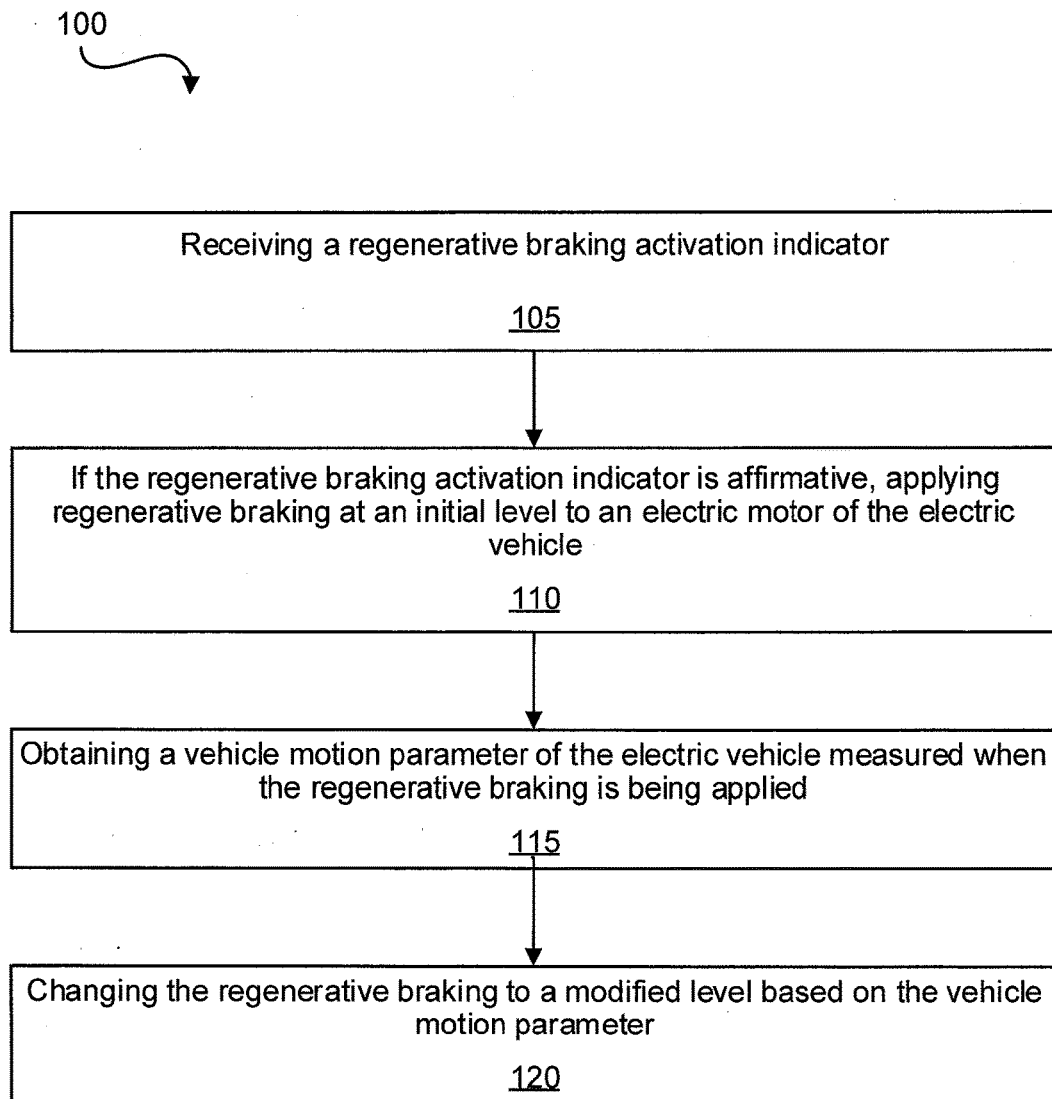 100
Receiving a regenerative braking activation indicator
105
If the regenerative braking activation indicator is affirmative, applying
regenerative braking at an initial level to an electric motor of the electric
vehicle
110
Obtaining a vehicle motion parameter of the electric vehicle measured when
the regenerative braking is being applied
115
Changing the regenerative braking to a modified level based on the vehicle
motion parameter
120